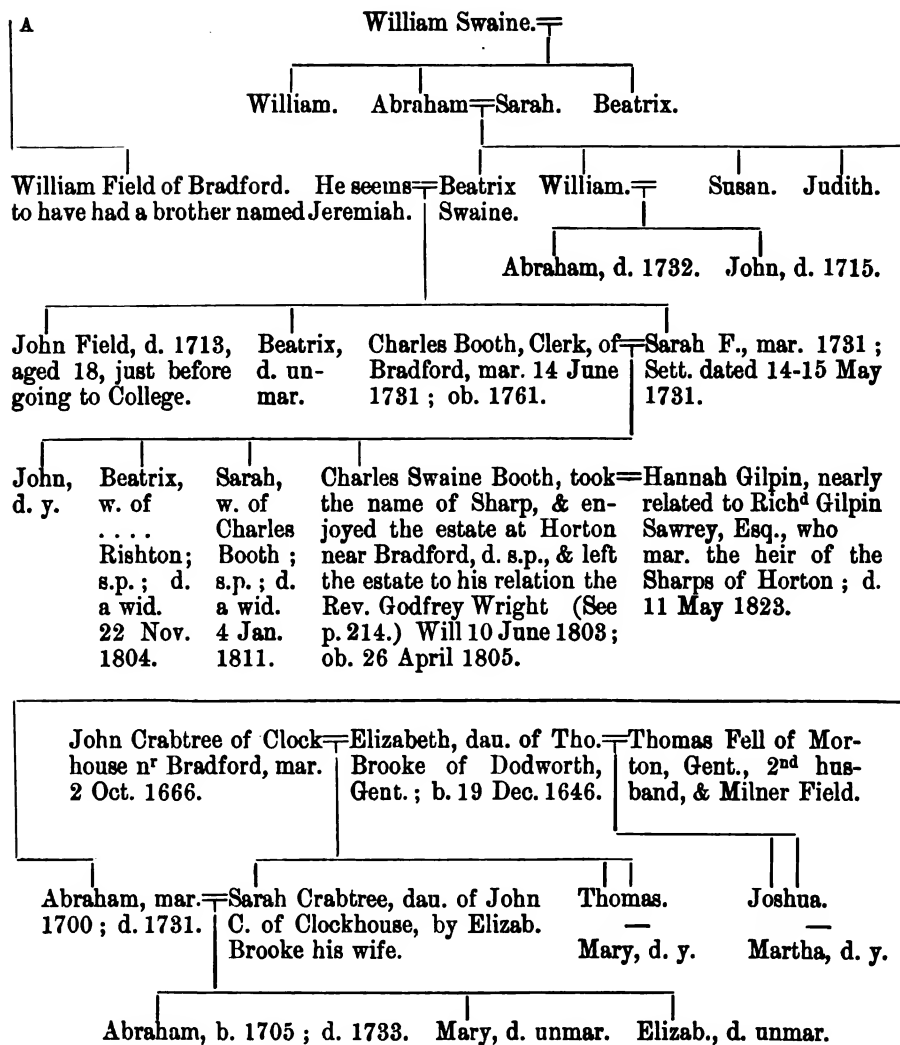 A William Swaine.
William. Abraham Sarah. Beatrix.
William Field of Bradford. He seems Beatrix William. Susan. Judith.
to have had a brother named Jeremiah. Swaine.
Abraham, d. 1732. John, d. 1715.
John Field, d. 1713, Beatrix, Charles Booth, Clerk, of Sarah F., mar. 1731 ;
aged 18, just before d. un- Bradford, mar. 14 June Sett. dated 14-15 May
going to College. mar. 1731 ; ob. 1761. 1731.
John, Beatrix, Sarah, Charles Swaine Booth, took Hannah Gilpin, nearly
d. y. w. of w. of the name of Sharp, & en- related to Richd Gilpin
. . . . Charles joyed the estate at Horton Sawrey, Esq., who
Rishton; Booth ; near Bradford, d. s.p., & left mar. the heir of the
s.p. ; d. s.p. ; d. the estate to his relation the Sharps of Horton ; d.
a wid. a wid. Rev. Godfrey Wright (See 11 May 1823.
22 Nov. 4 Jan. p. 214.) Will 10 June 1803 ;
1804. 1811. ob. 26 April 1805.
John Crabtree of Clock Elizabeth, dau. of Tho. Thomas Fell of Mor-
house nr Bradford, mar. Brooke of Dodworth, ton, Gent., 2nd hus-
2 Oct. 1666. Gent. ; b. 19 Dec. 1646. band, & Milner Field.
Abraham, mar. Sarah Crabtree, dau. of John Thomas. Joshua.
1700 ; d. 1731. C. of Clockhouse, by Elizab. — —
Brooke his wife. Mary, d. y. Martha, d. y.
Abraham, b. 1705 ; d. 1733. Mary, d. unmar. Elizab., d. unmar.